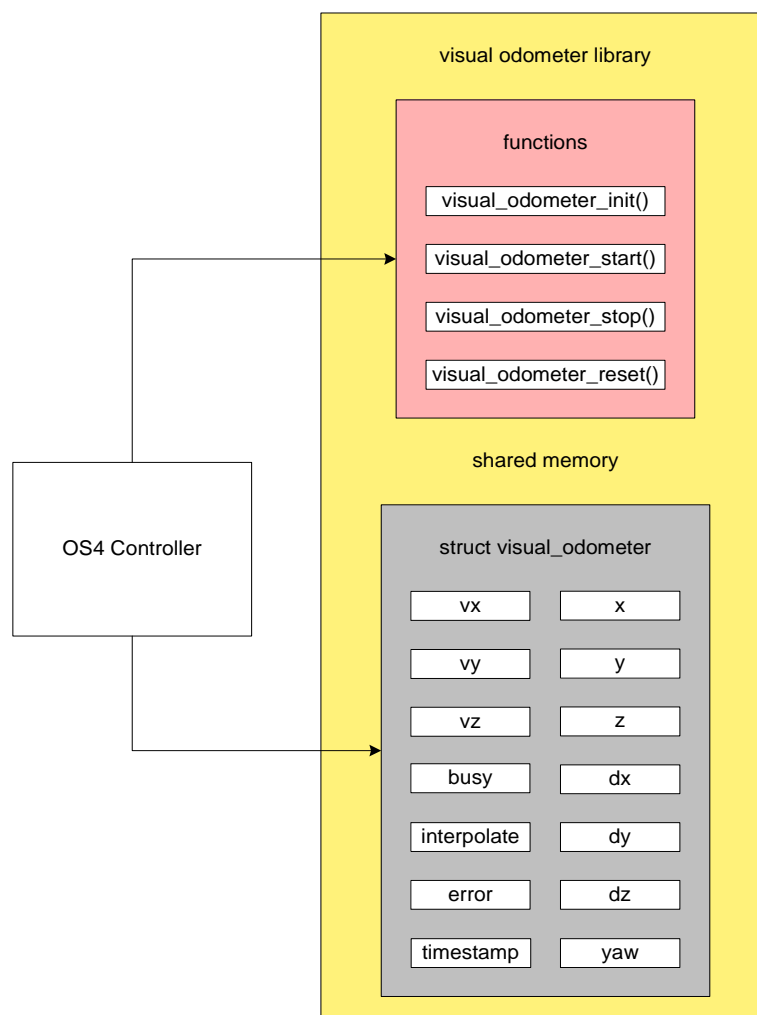 visual odometer library
functions
visual_odometer_init()
visual_odometer_start()
visual_odometer_stop()
visual_odometer_reset()
shared memory
OS4 Controller
struct visual_odometer
vx
x
vy
y
vz
z
busy
dx
interpolate
dy
error
dz
timestamp
yaw